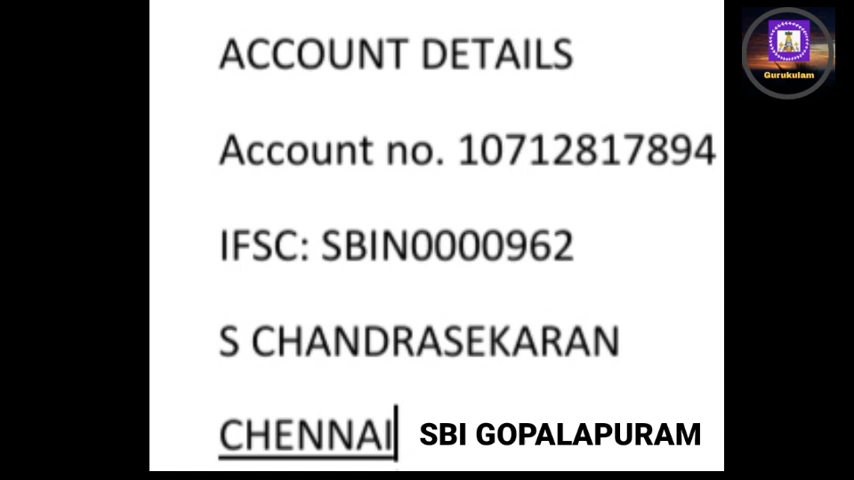 ACCOUNT DETAILS
Gurukulam
Account no. 10712817894
IFSC: SBIN0000962
S CHANDRASEKARAN
CHENNAI SBI GOPALAPURAM